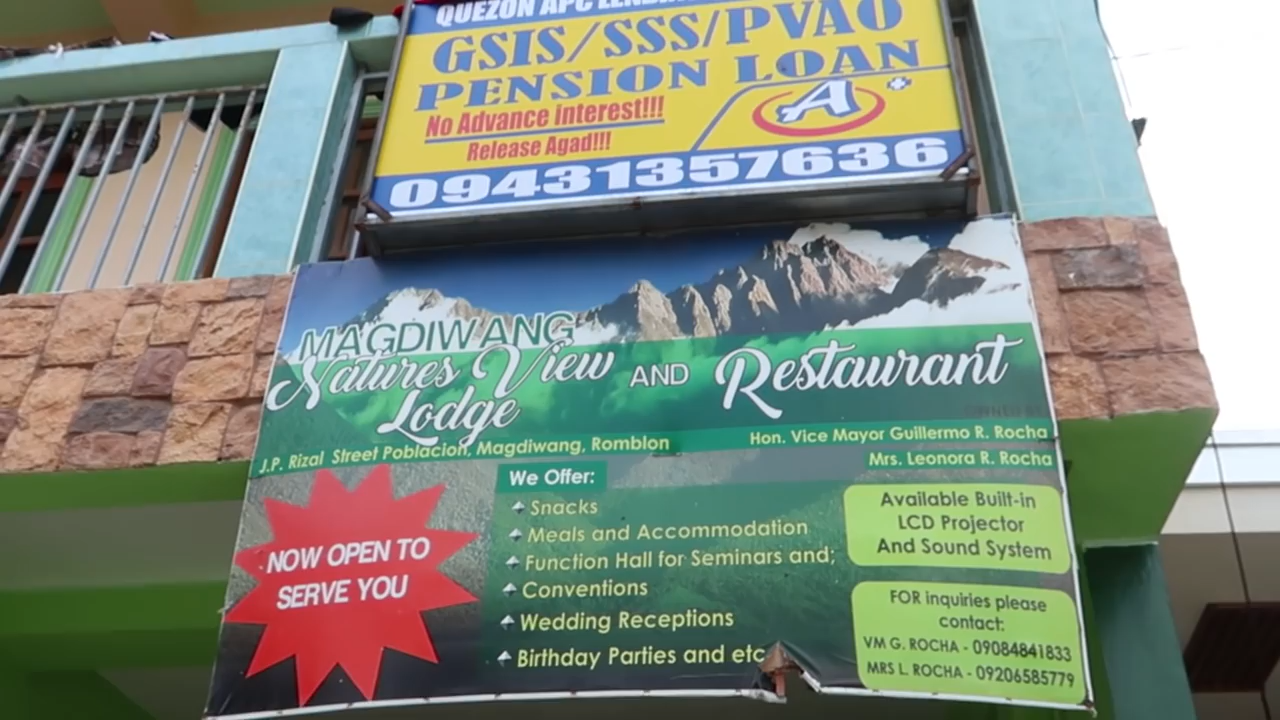 QUEZON APC
GSIS/SSS/PVAO
PENSION LOAN
No Advance interest!!!
Release Agad!!!
A
09431357636
MAGDIWANG
Natures View AND Restaurant
Lodge
J.P. Rizal Street Poblacion, Magdiwang, Romblon
Hon. Vice Mayor Guillermo R. Rocha
Mrs. Leonora R. Rocha
NOW OPEN TO
SERVE YOU
We Offer:
Snacks
Meals and Accommodation
Function Hall for Seminars and;
Conventions
Wedding Receptions
Birthday Parties and etc
Available Built-in
LCD Projector
And Sound System
FOR inquiries please
contact:
VM G. ROCHA - 09084841833
MRS L. ROCHA - 09206585779